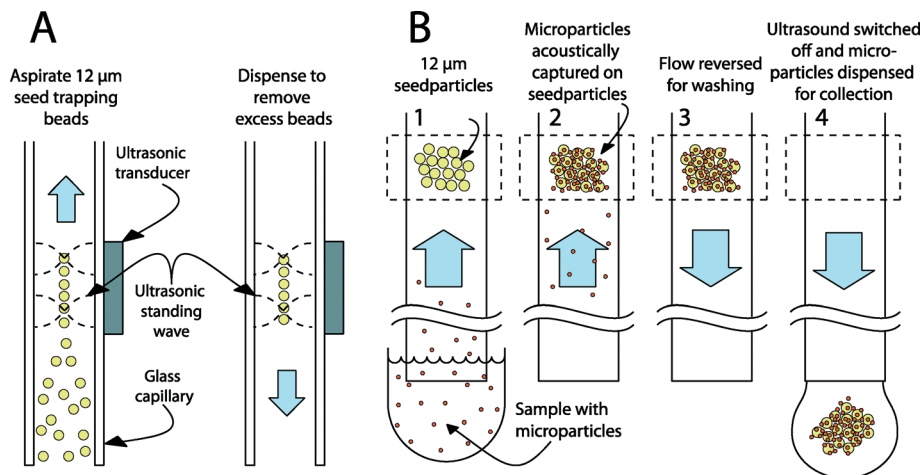 A
Aspirate 12 µm
seed trapping
beads
Dispense to
remove
excess beads
Ultrasonic
transducer
Ultrasonic
standing
wave
Glass
capillary
B
12 µm
seedparticles
Microparticles
acoustically
captured on
seedparticles
Flow reversed
for washing
Ultrasound switched
off and micro-
particles dispensed
for collection
1
2
3
4
Sample with
microparticles